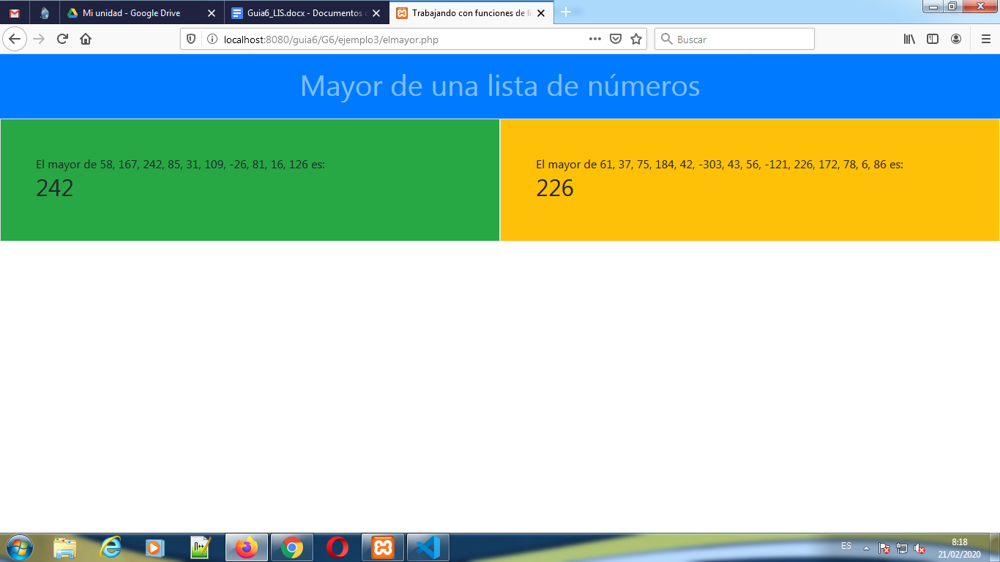 Mi unidad - Google Drive
Guia6_LIS.docx - Documentos
Trabajando con funciones de
localhost:8080/guia6/G6/ejemplo3/elmayor.php
Buscar
Mayor de una lista de números
El mayor de 58, 167, 242, 85, 31, 109, -26, 81, 16, 126 es:
242
El mayor de 61, 37, 75, 184, 42, -303, 43, 56, -121, 226, 172, 78, 6, 86 es:
226
ES
8:18
21/02/2020